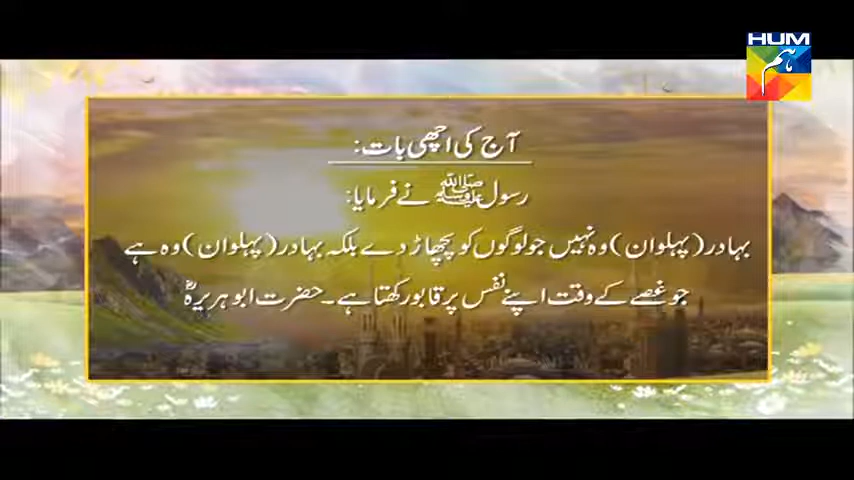 HUM
ہم
آج کی اچھی بات:
رسول ﷺ نے فرمایا:
بہادر (پہلوان) وہ نہیں جو لوگوں کو پچھاڑ دے بلکہ بہادر (پہلوان) وہ ہے
جو غصے کے وقت اپنے نفس پر قابو رکھتا ہے۔ حضرت ابو ہریرہؓ